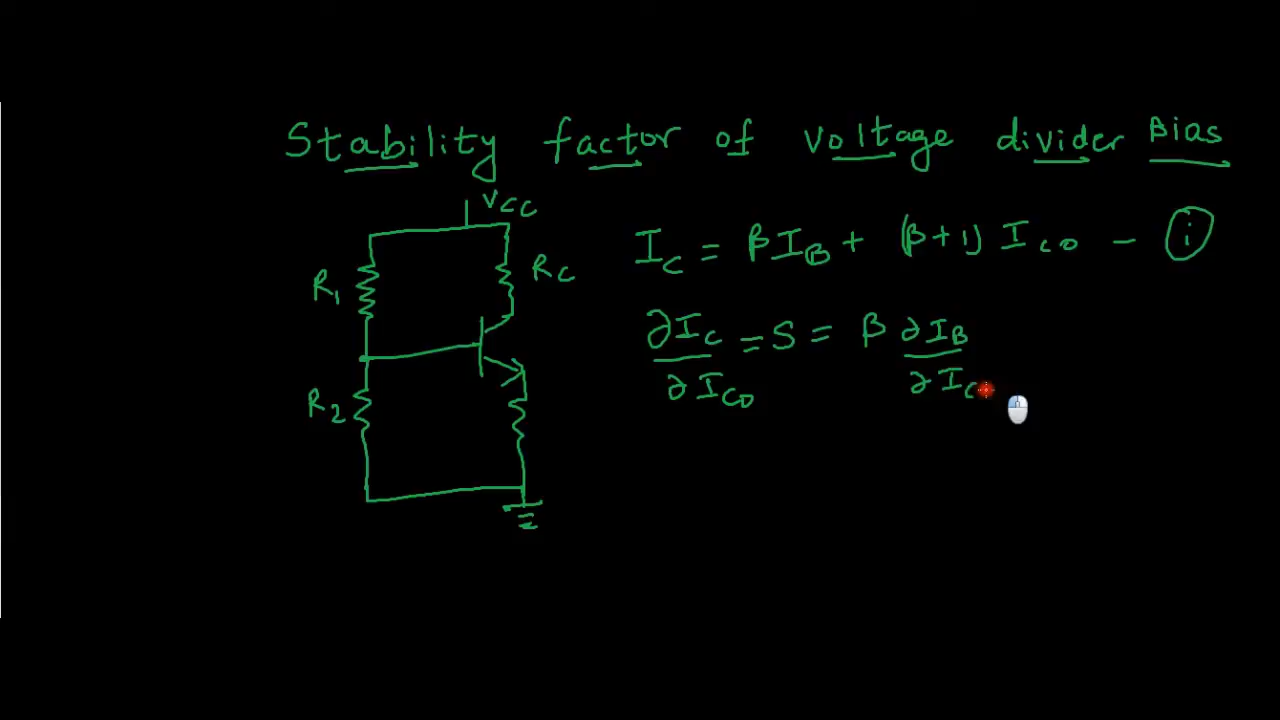 Stability factor of Voltage divider Bias
VCC
R1
RC
R2
IC = βIB + (β+1) ICO - (i)
∂IC/∂ICO = S = β ∂IB/∂IC